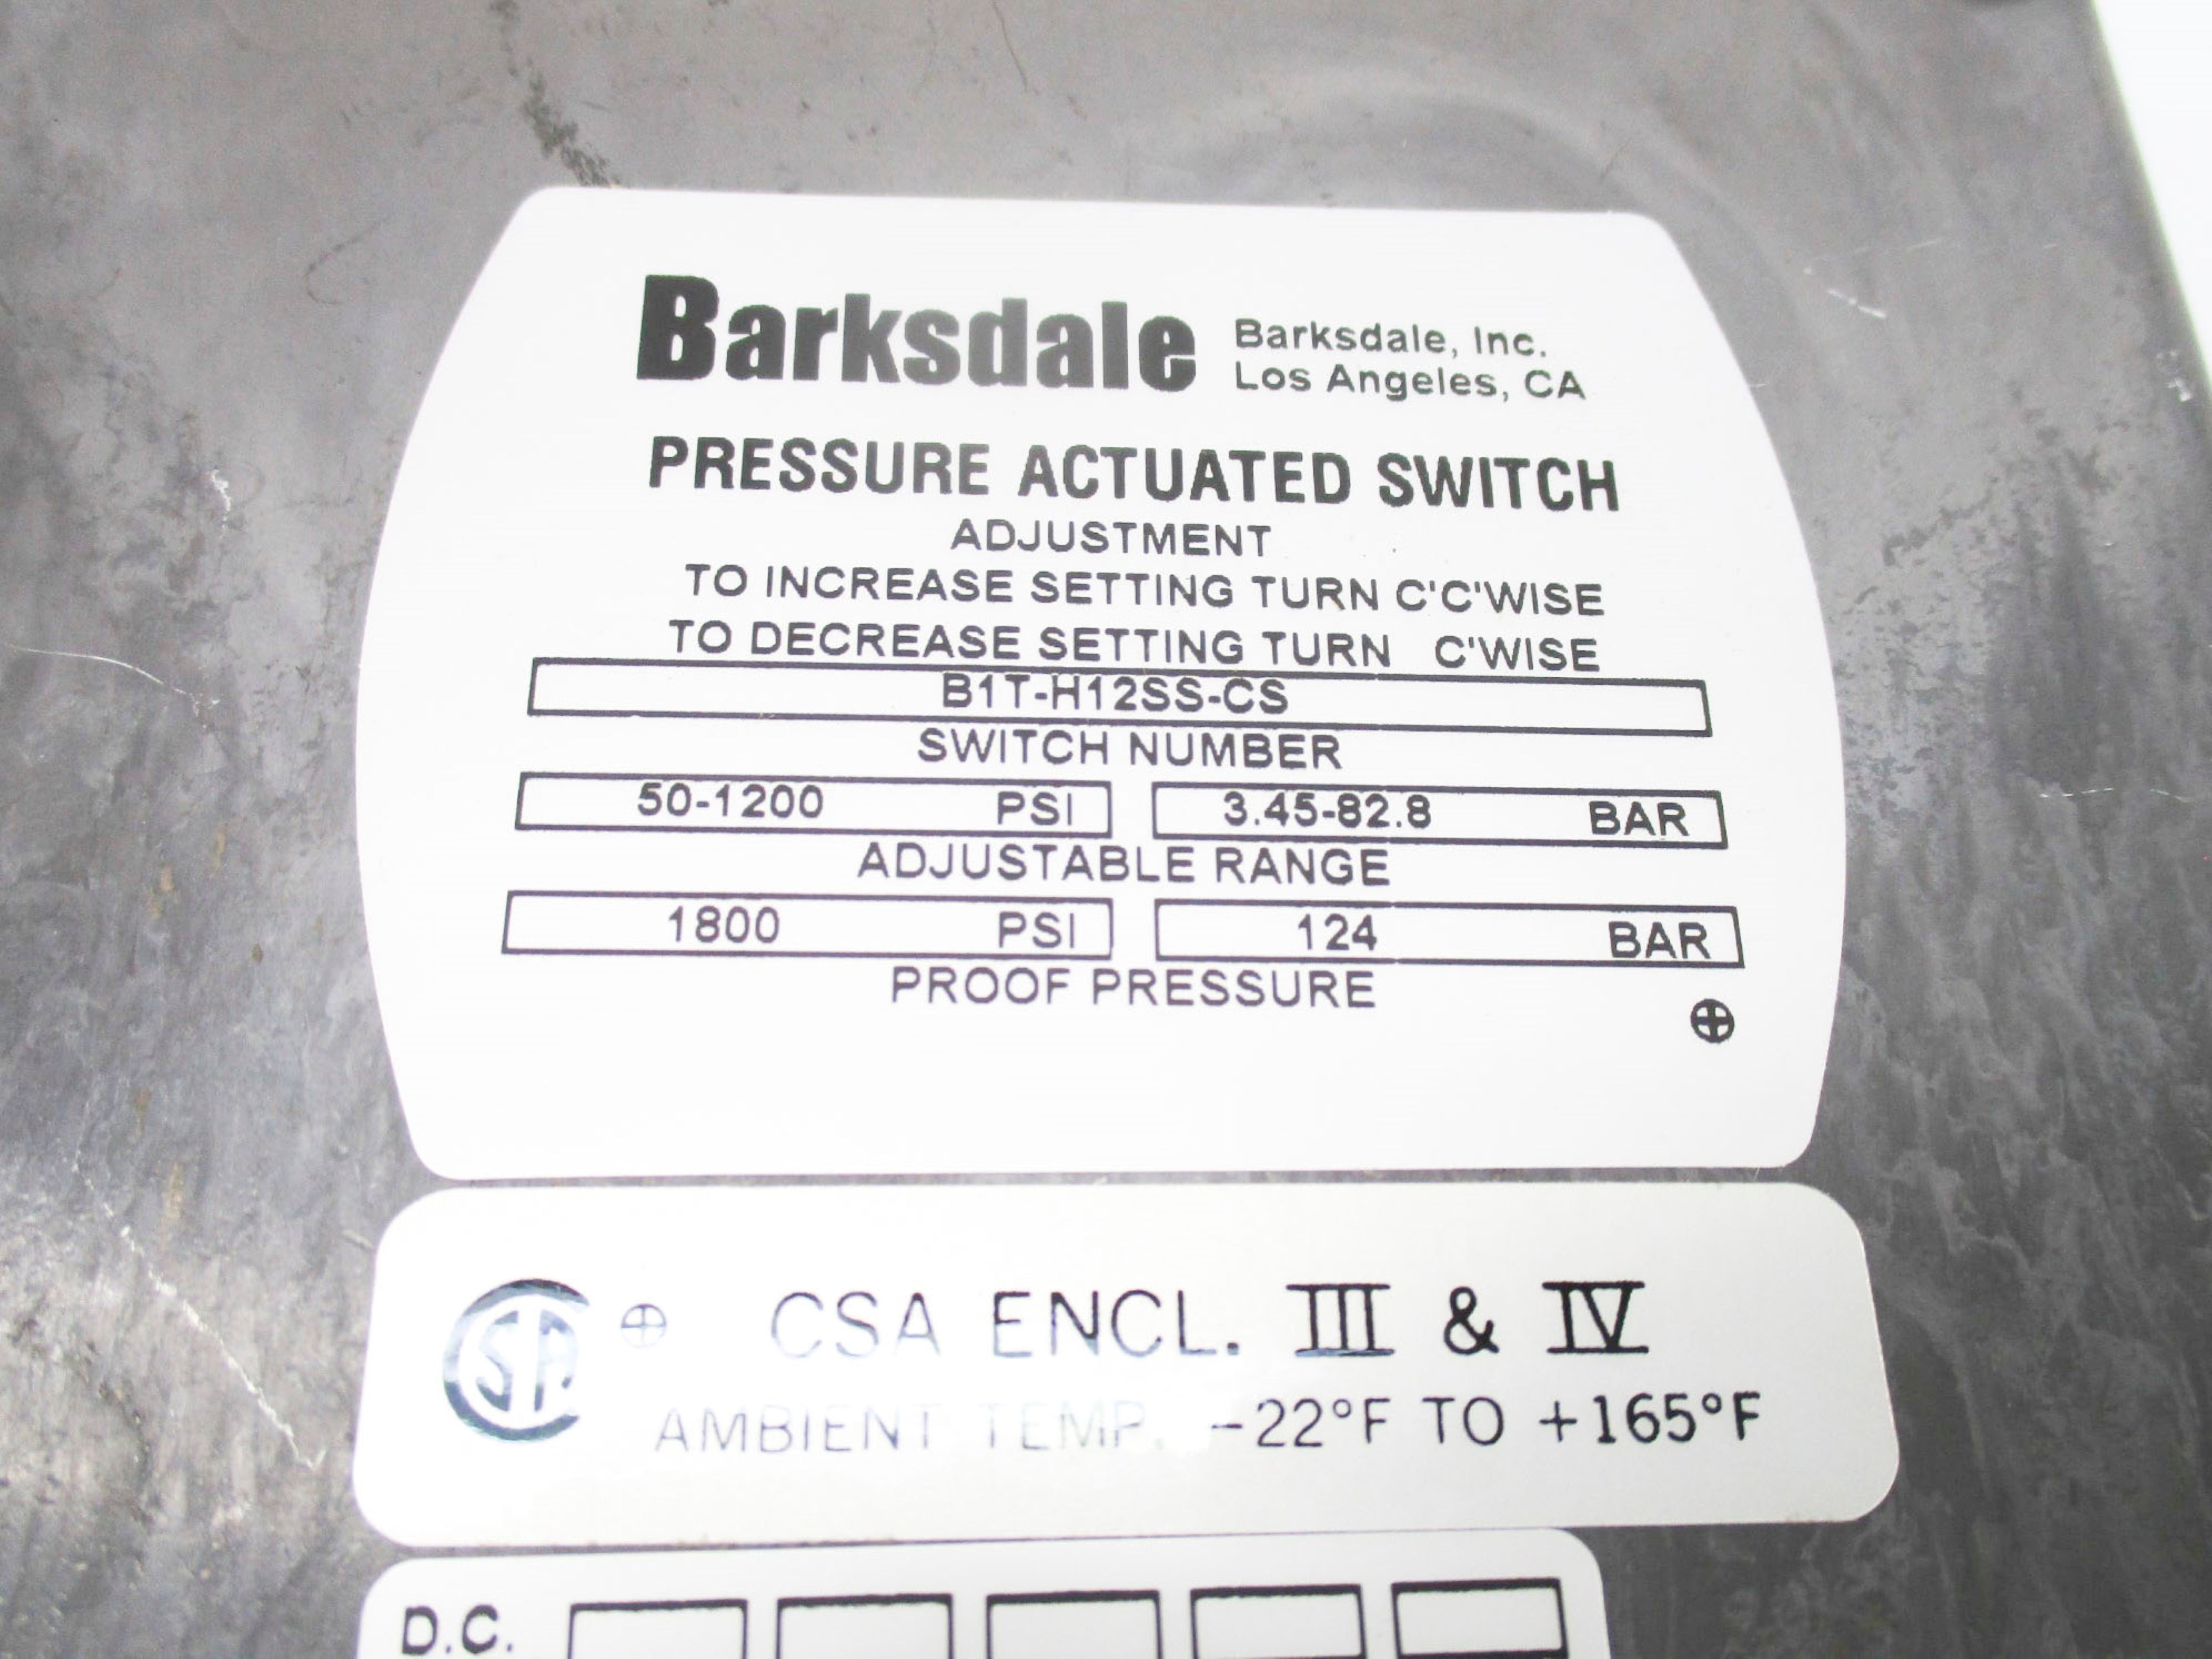 Barksdale Barksdale, Inc.
Los Angeles, CA
PRESSURE ACTUATED SWITCH
ADJUSTMENT
TO INCREASE SETTING TURN C'C'WISE
TO DECREASE SETTING TURN C'WISE
B1T-H12SS-CS
SWITCH NUMBER
50-1200 PSI 3.45-82.8 BAR
ADJUSTABLE RANGE
1800 PSI 124 BAR
PROOF PRESSURE
CSA CSA ENCL. III & IV
AMBIENT TEMP. -22°F TO +165°F
D.C.